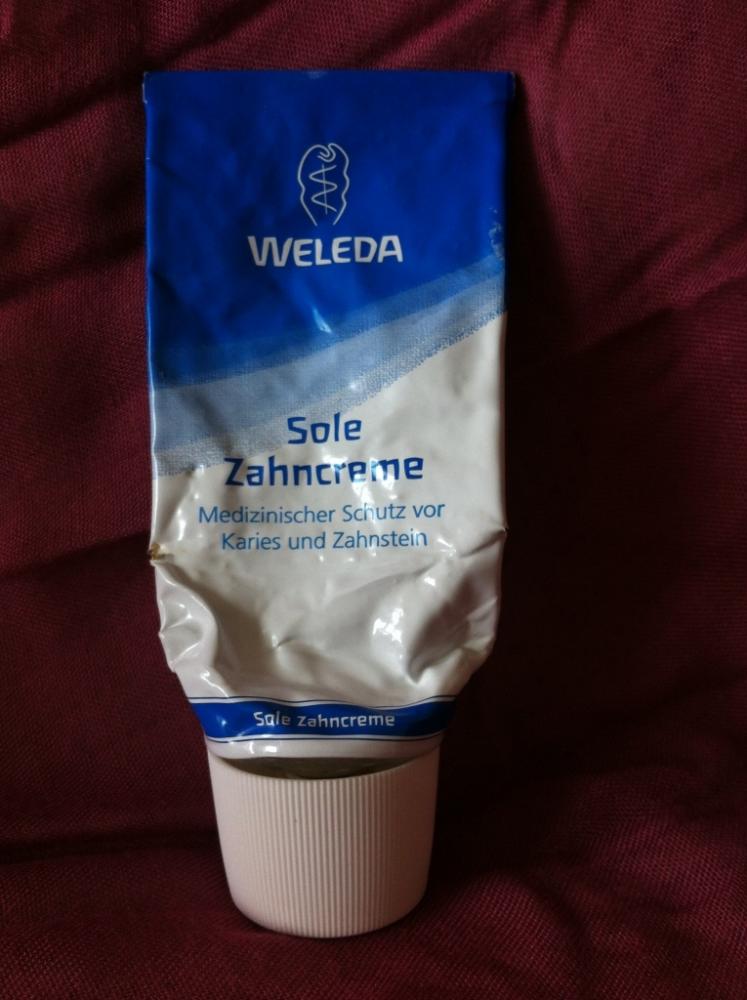 WELEDA
Sole
Zahncreme
Medizinischer Schutz vor
Karies und Zahnstein
Sole Zahncreme